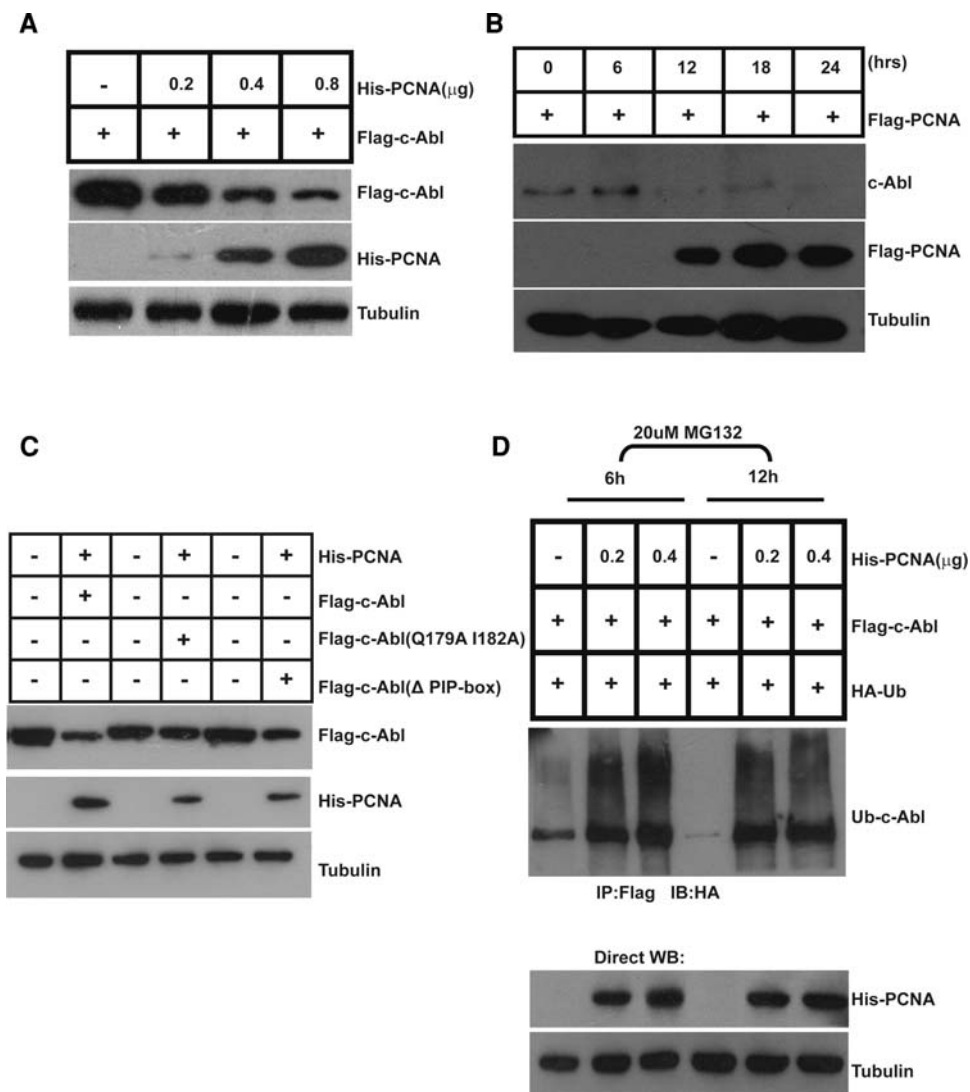 A
- 0.2 0.4 0.8 His-PCNA(μg)
+ + + + Flag-c-Abl
Flag-c-Abl
His-PCNA
Tubulin
B
0 6 12 18 24 (hrs)
+ + + + + Flag-PCNA
c-Abl
Flag-PCNA
Tubulin
C
- + - + - + His-PCNA
- + - - - - Flag-c-Abl
- - - + - - Flag-c-Abl(Q179A I182A)
- - - - - + Flag-c-Abl(Δ PIP-box)
Flag-c-Abl
His-PCNA
Tubulin
D
20uM MG132
6h 12h
- 0.2 0.4 - 0.2 0.4 His-PCNA(μg)
+ + + + + + Flag-c-Abl
+ + + + + + HA-Ub
Ub-c-Abl
IP:Flag IB:HA
Direct WB:
His-PCNA
Tubulin